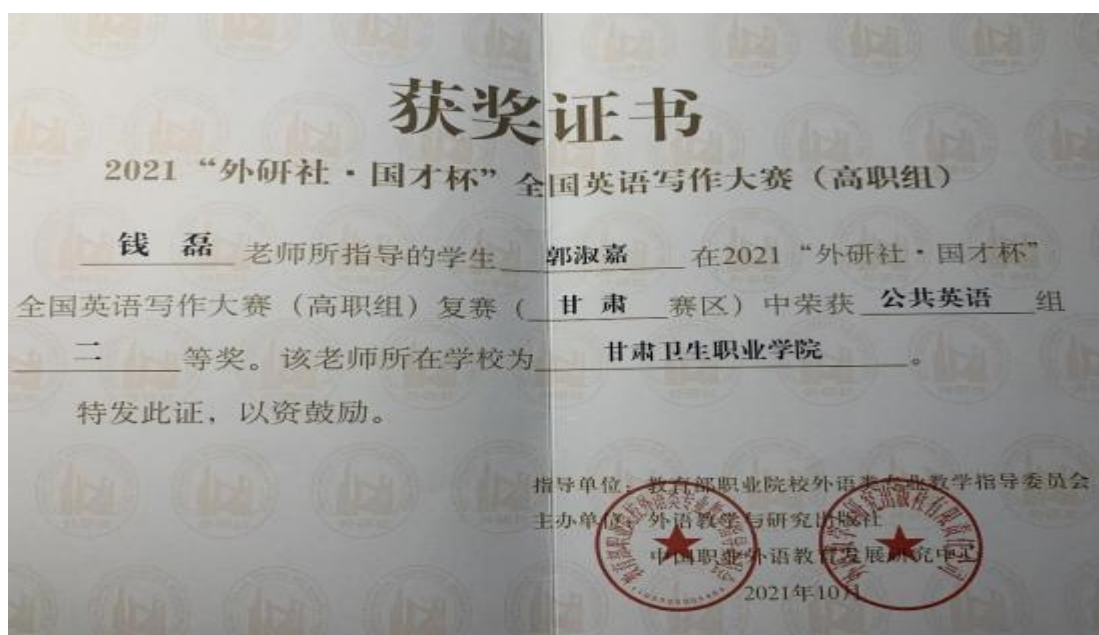 获奖证书
2021“外研社·国才杯”全国英语写作大赛（高职组）
钱 磊 老师所指导的学生 郭淑嘉 在2021“外研社·国才杯”
全国英语写作大赛（高职组）复赛（ 甘 肃 赛区）中荣获 公共英语 组
二 等奖。该老师所在学校为 甘肃卫生职业学院 。
特发此证，以资鼓励。
指导单位：教育部职业院校外语类专业教学指导委员会
主办单位：外语教学与研究出版社
中国职业外语教育发展研究中心
2021年10月